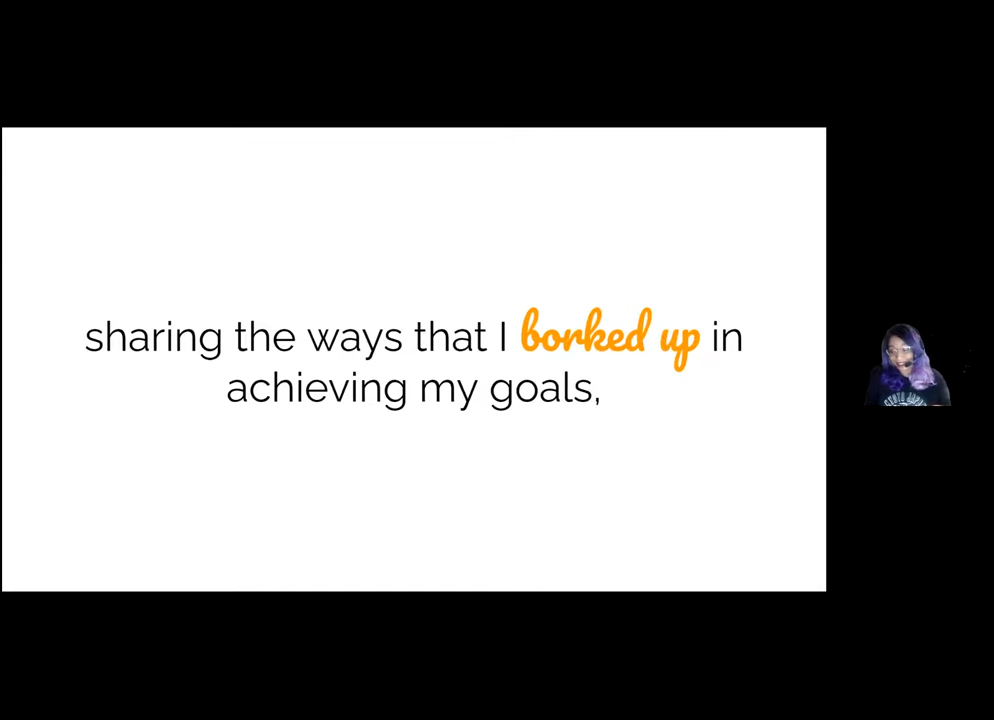 sharing the ways that I borked up in
achieving my goals,